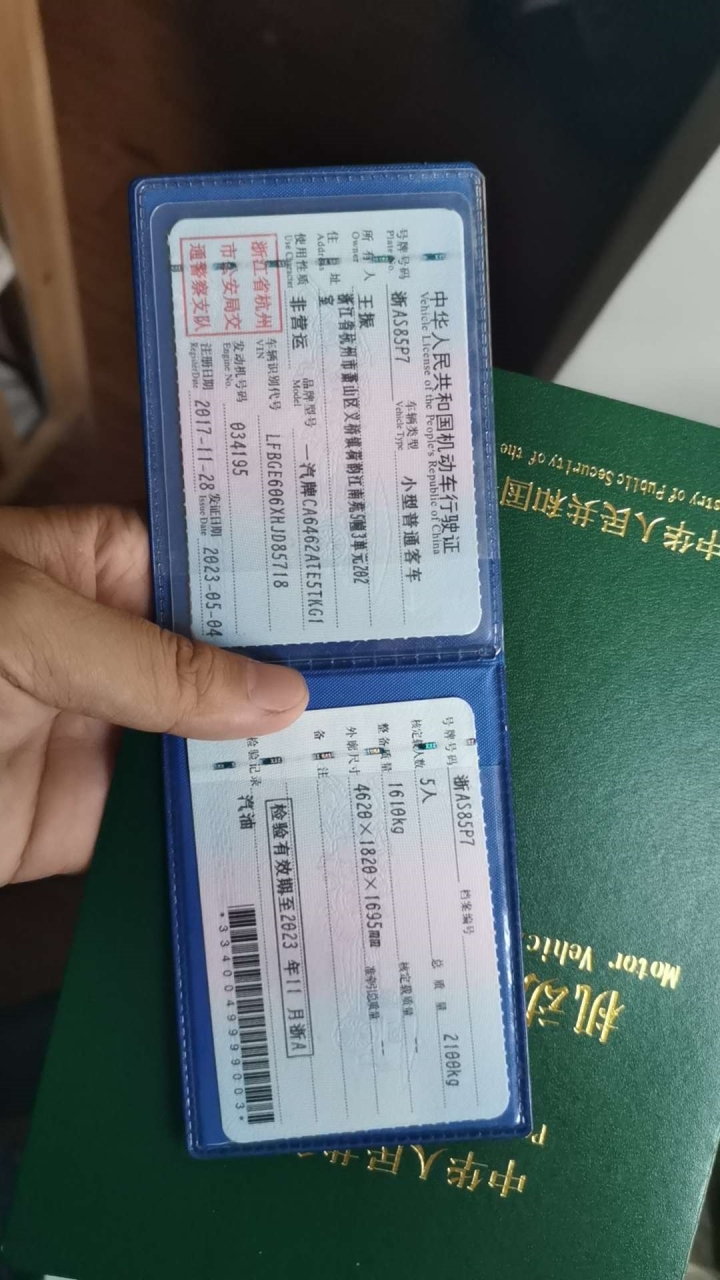 中华人民共和国机动车行驶证
Vehicle License of the People's Republic of China
号牌号码 浙AS85P7 车辆类型 小型普通客车
Plate No. Vehicle Type
所有人 王振
Owner
住址 浙江省杭州市萧山区义桥镇荷韵江南苑5幢3单元202室
Address
使用性质 非营运 品牌型号 一汽牌CA6462ATE5TKG1
Use Character Model
浙江省杭州
市公安局交
通警察支队
车辆识别代号 LFBGE606XHJD85718
VIN
发动机号码 034195
Engine No.
注册日期 2017-11-28 发证日期 2023-05-04
Register Date Issue Date
号牌号码 浙AS85P7 档案编号
核定载人数 5人 总质量 2100kg
整备质量 1610kg 核定载质量 --
外廓尺寸 4620×1820×1695mm 准牵引总质量 --
备注
检验有效期至2023年11月浙A
检验记录 汽油
*3340049999003*
中华人民共和国
try of Public Security of the
机动
Motor Vehic
中华人民共
P